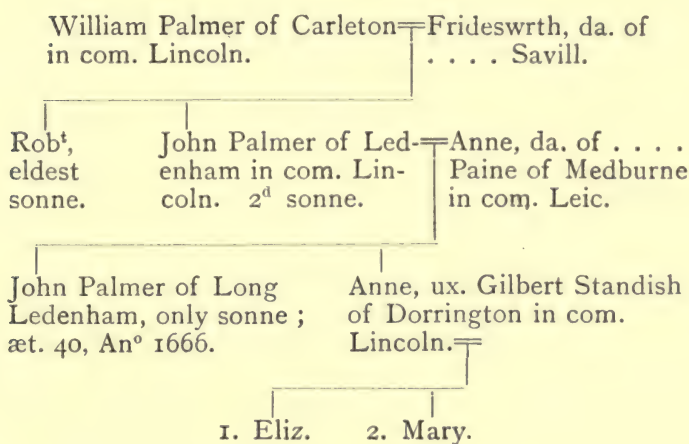 William Palmer of Carleton
in com. Lincoln.
Frideswrth, da. of
. . . . Savill.
Robᵗ,
eldest
sonne.
John Palmer of Led-
enham in com. Lin-
coln. 2ᵈ sonne.
Anne, da. of . . . .
Paine of Medburne
in com. Leic.
John Palmer of Long
Ledenham, only sonne ;
æt. 40, Anº 1666.
Anne, ux. Gilbert Standish
of Dorrington in com.
Lincoln.
1. Eliz.
2. Mary.